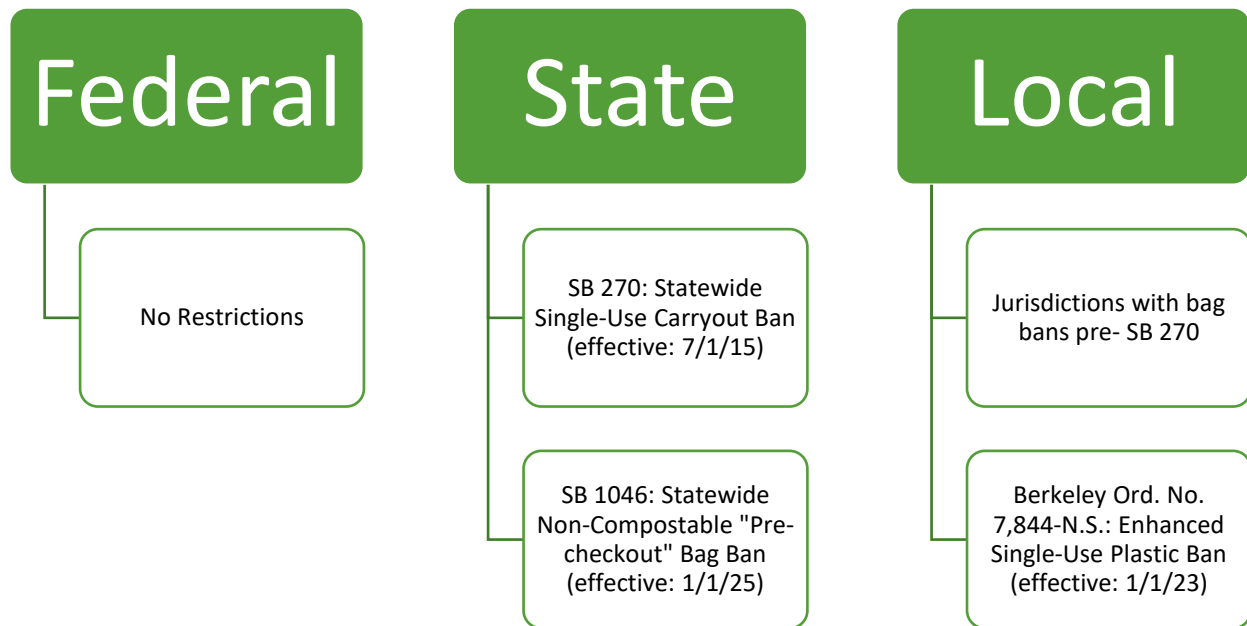 Federal
No Restrictions
State
SB 270: Statewide
Single-Use Carryout Ban
(effective: 7/1/15)
SB 1046: Statewide
Non-Compostable "Pre-
checkout" Bag Ban
(effective: 1/1/25)
Local
Jurisdictions with bag
bans pre- SB 270
Berkeley Ord. No.
7,844-N.S.: Enhanced
Single-Use Plastic Ban
(effective: 1/1/23)